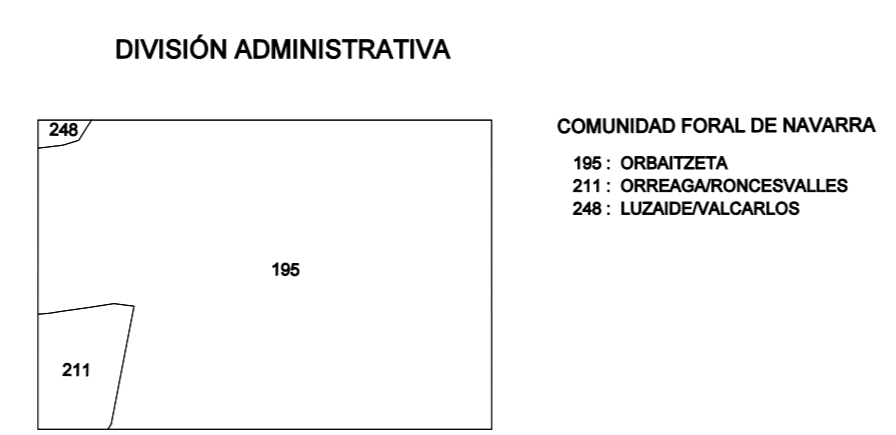 DIVISIÓN ADMINISTRATIVA
248
195
211
COMUNIDAD FORAL DE NAVARRA
195 : ORBAITZETA
211 : ORREAGA/RONCESVALLES
248 : LUZAIDE/VALCARLOS